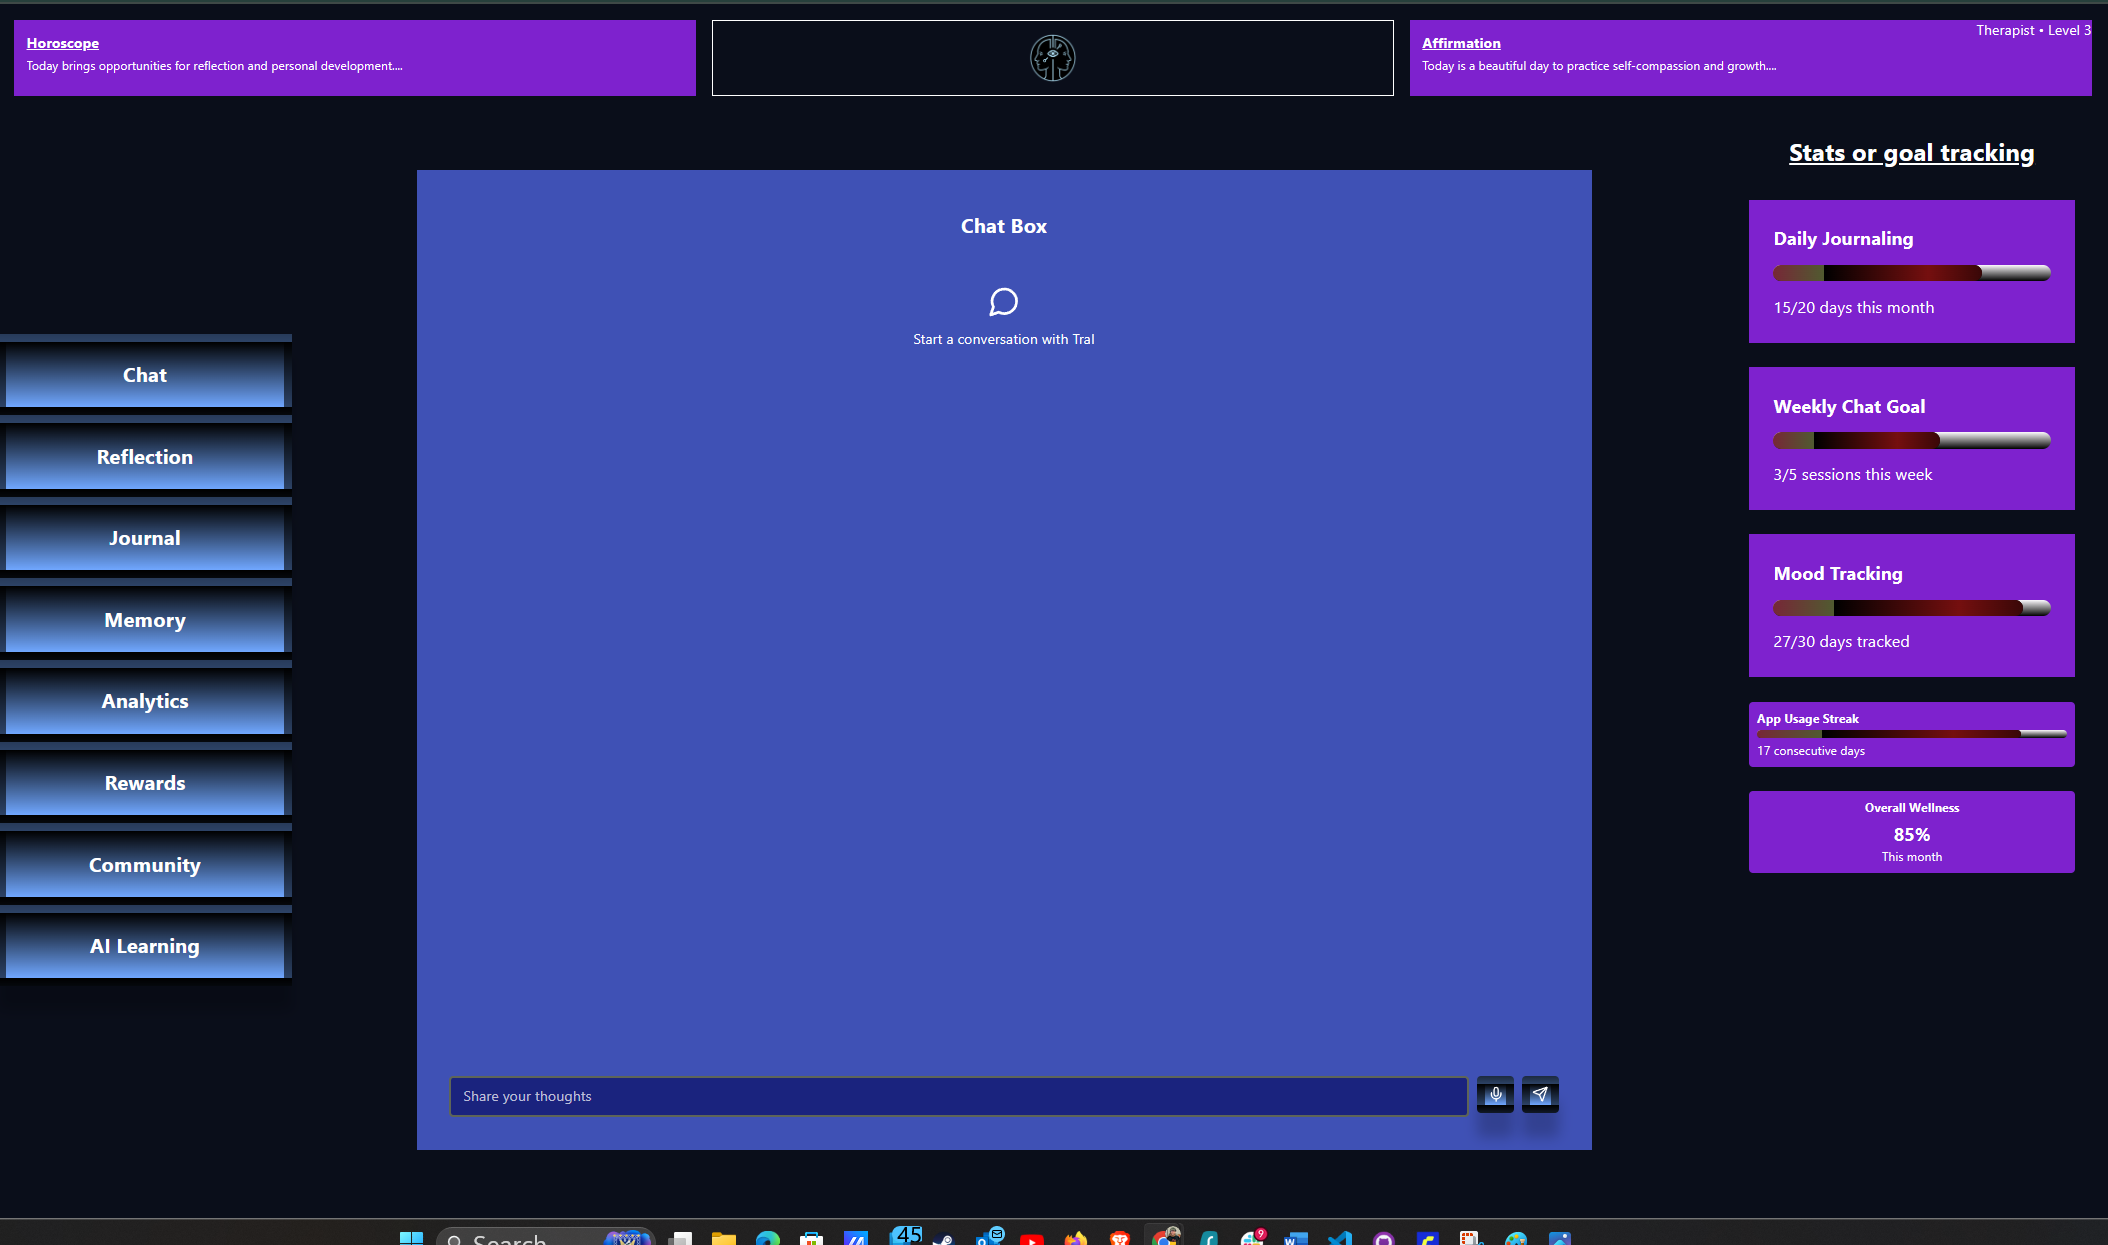 Horoscope
Today brings opportunities for reflection and personal development....
Affirmation
Therapist • Level 3
Today is a beautiful day to practice self-compassion and growth....
Stats or goal tracking
Chat Box
Start a conversation with TraI
Chat
Reflection
Journal
Memory
Analytics
Rewards
Community
AI Learning
Daily Journaling
15/20 days this month
Weekly Chat Goal
3/5 sessions this week
Mood Tracking
27/30 days tracked
App Usage Streak
17 consecutive days
Overall Wellness
85%
This month
Share your thoughts
Search
45
9